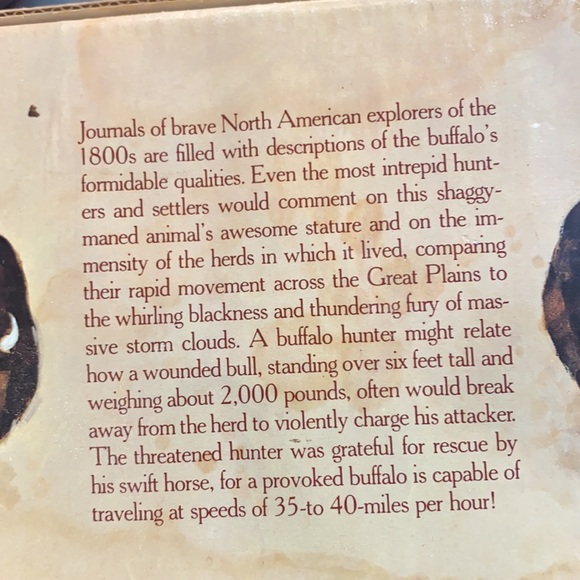 Journals of brave North American explorers of the
1800s are filled with descriptions of the buffalo's
formidable qualities. Even the most intrepid hunt-
ers and settlers would comment on this shaggy-
maned animal's awesome stature and on the im-
mensity of the herds in which it lived, comparing
their rapid movement across the Great Plains to
the whirling blackness and thundering fury of mas-
sive storm clouds. A buffalo hunter might relate
how a wounded bull, standing over six feet tall and
weighing about 2,000 pounds, often would break
away from the herd to violently charge his attacker.
The threatened hunter was grateful for rescue by
his swift horse, for a provoked buffalo is capable of
traveling at speeds of 35-to 40-miles per hour!